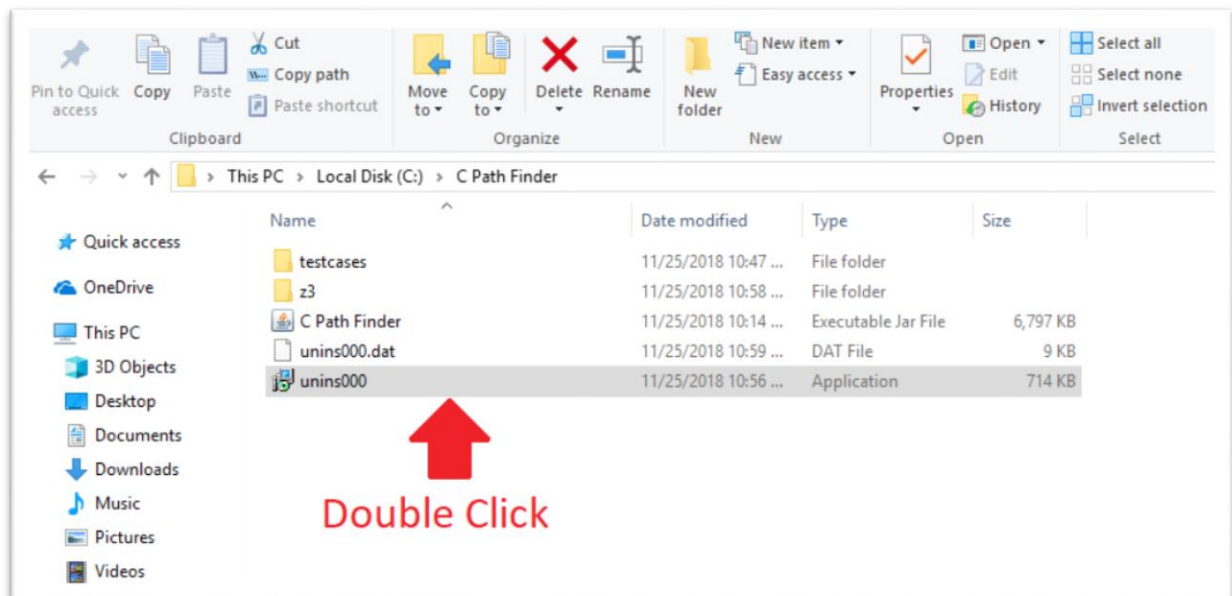 Pin to Quick access
Copy
Paste
Cut
Copy path
Paste shortcut
Clipboard
Move to
Copy to
Delete
Rename
Organize
New folder
New item
Easy access
New
Properties
Open
Edit
History
Open
Select all
Select none
Invert selection
Select
This PC > Local Disk (C:) > C Path Finder
Name Date modified Type Size
Quick access
OneDrive
This PC
3D Objects
Desktop
Documents
Downloads
Music
Pictures
Videos
testcases 11/25/2018 10:47 ... File folder
z3 11/25/2018 10:58 ... File folder
C Path Finder 11/25/2018 10:14 ... Executable Jar File 6,797 KB
unins000.dat 11/25/2018 10:59 ... DAT File 9 KB
unins000 11/25/2018 10:56 ... Application 714 KB
Double Click